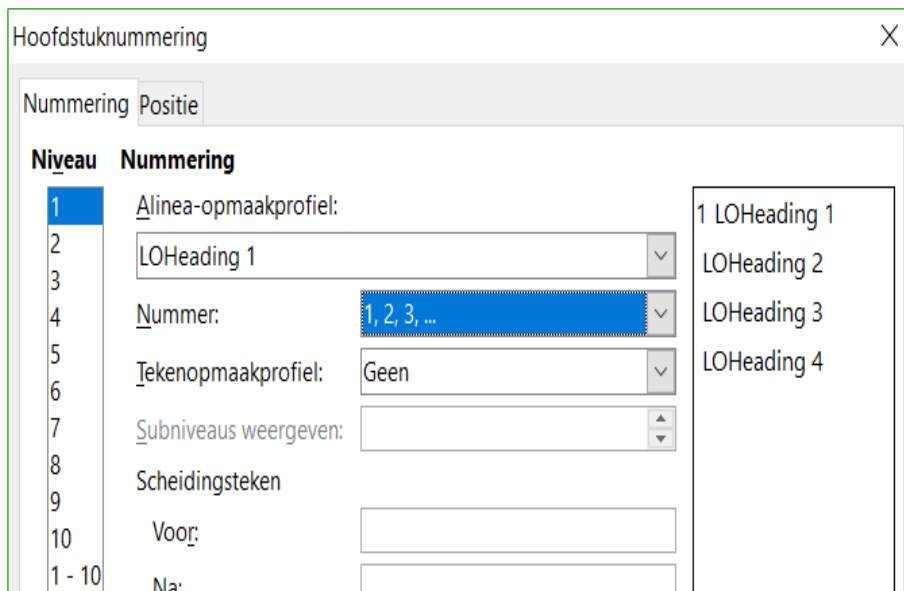 Hoofdstuknummering
Nummering Positie
Niveau Nummering
1
2
3
4
5
6
7
8
9
10
1 - 10
Alinea-opmaakprofiel:
LOHeading 1
Nummer: 1, 2, 3, ...
Tekenopmaakprofiel: Geen
Subniveaus weergeven:
Scheidingsteken
Voor:
Na:
1 LOHeading 1
LOHeading 2
LOHeading 3
LOHeading 4